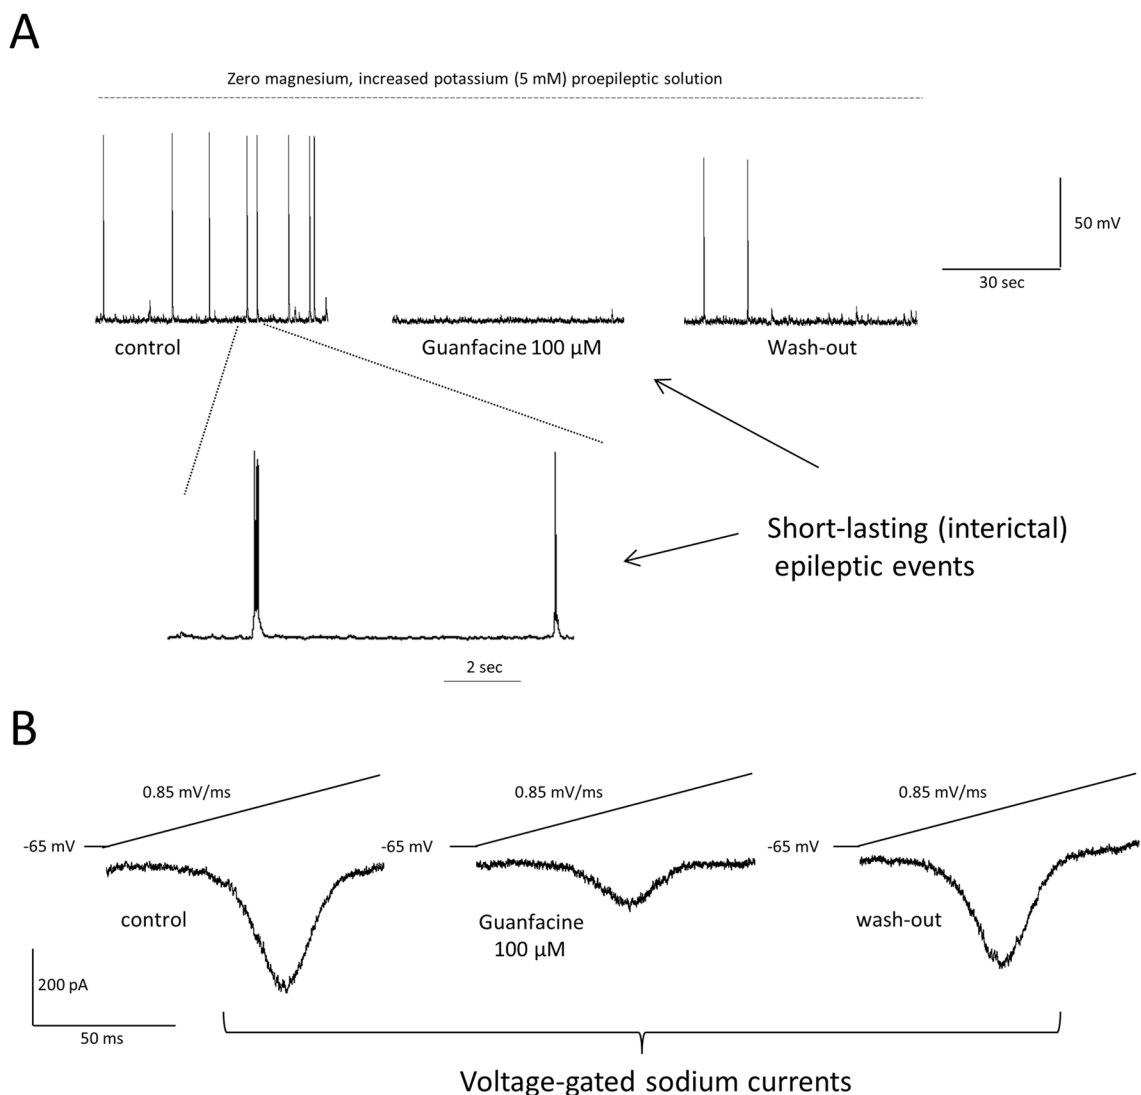 A
Zero magnesium, increased potassium (5 mM) proepileptic solution
50 mV
30 sec
control
Guanfacine 100 µM
Wash-out
Short-lasting (interictal)
epileptic events
2 sec
B
0.85 mV/ms
0.85 mV/ms
0.85 mV/ms
-65 mV
-65 mV
-65 mV
control
Guanfacine
100 µM
wash-out
200 pA
50 ms
Voltage-gated sodium currents